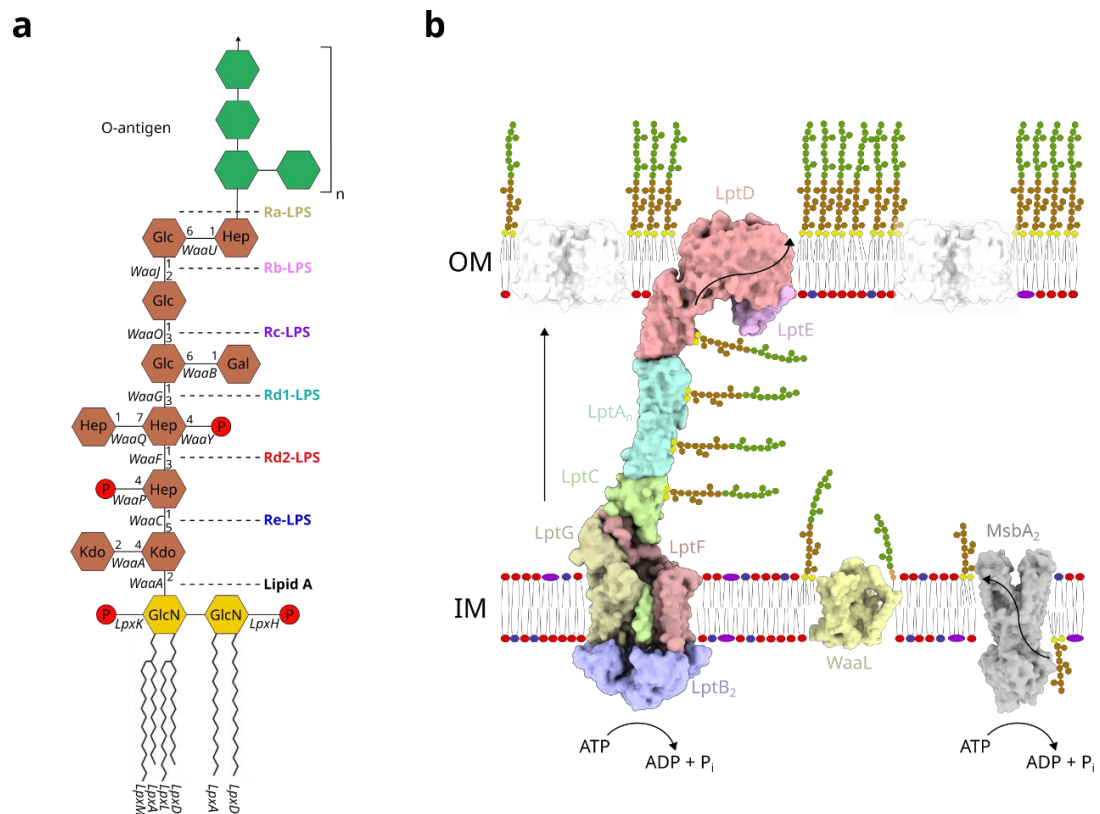 a
O-antigen
n
Ra-LPS
Glc 6 1 Hep
WaaU
WaaJ 1 2
Rb-LPS
Glc
WaaO 1 3
Rc-LPS
Glc 6 1 Gal
WaaB
WaaG 1 3
Rd1-LPS
Hep 1 7 Hep 4 P
WaaQ WaaY
WaaF 1 3
Rd2-LPS
P 4 Hep
WaaP
WaaC 1 5
Re-LPS
Kdo 2 4 Kdo
WaaA
WaaA 2
Lipid A
P GlcN GlcN P
LpxK LpxH
LpxM
LpxA
LpxL
LpxD
LpxA
LpxD
b
OM
LptD
LptE
LptAn
LptC
LptG
LptF
MsbA2
IM
WaaL
LptB2
ATP
ADP + Pi
ATP
ADP + Pi